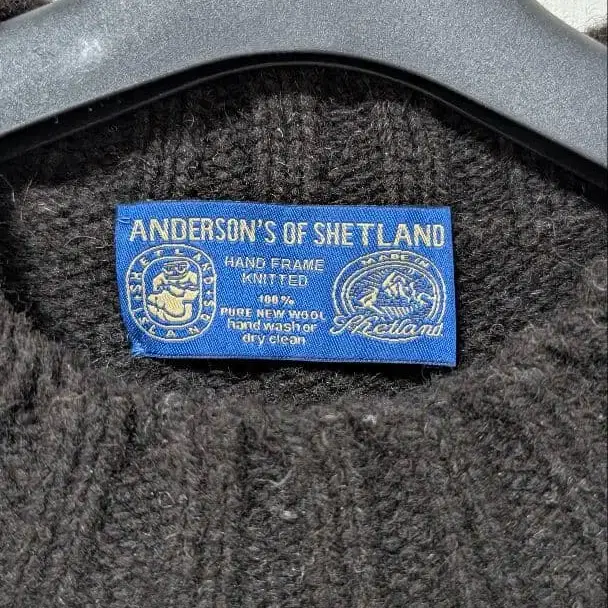 ANDERSON'S OF SHETLAND
HAND FRAME
KNITTED
100%
PURE NEW WOOL
hand wash or
dry clean
SHETLAND
ISLAND
MADE IN
Shetland